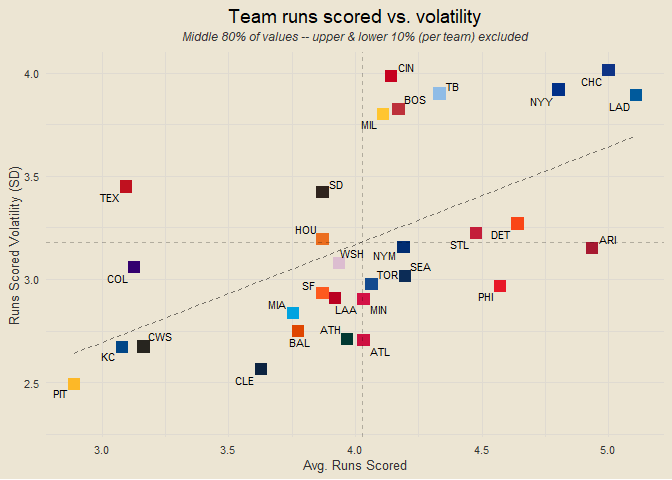 Team runs scored vs. volatility
Middle 80% of values -- upper & lower 10% (per team) excluded
Runs Scored Volatility (SD)
4.0
3.5
3.0
2.5
CIN
TB
CHC
NYY
LAD
BOS
MIL
TEX
SD
HOU
STL
DET
ARI
COL
WSH
NYM
SEA
TOR
PHI
SF
LAA
MIN
MIA
BAL
ATH
ATL
KC
CWS
CLE
PIT
3.0
3.5
4.0
4.5
5.0
Avg. Runs Scored